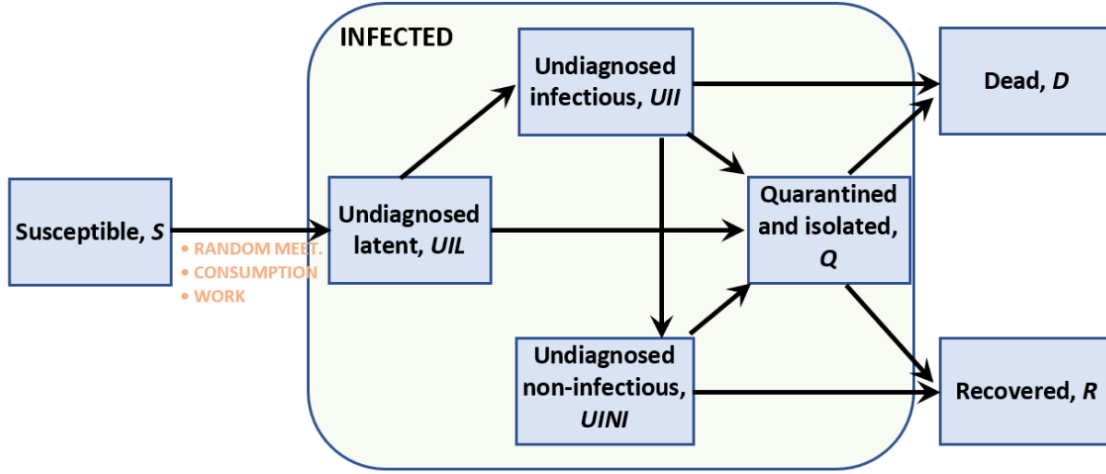 INFECTED
Undiagnosed
infectious, UII
Dead, D
Susceptible, S
• RANDOM MEET.
• CONSUMPTION
• WORK
Undiagnosed
latent, UIL
Quarantined
and isolated,
Q
Undiagnosed
non-infectious,
UINI
Recovered, R